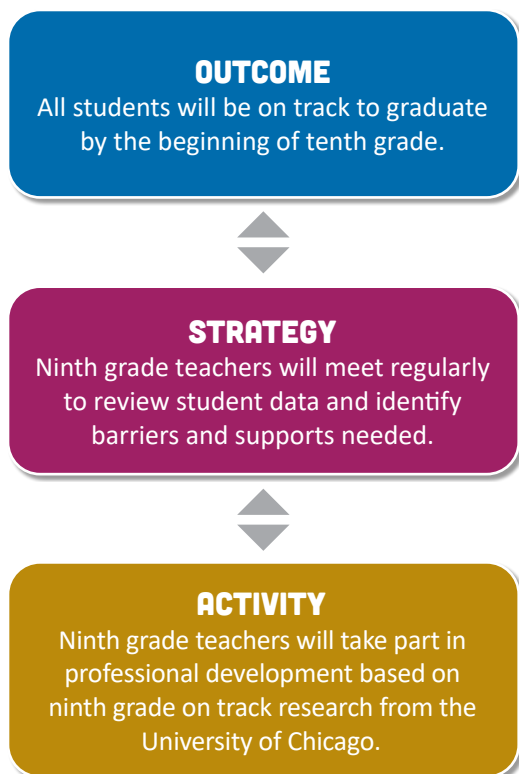 OUTCOME
All students will be on track to graduate
by the beginning of tenth grade.
STRATEGY
Ninth grade teachers will meet regularly
to review student data and identify
barriers and supports needed.
ACTIVITY
Ninth grade teachers will take part in
professional development based on
ninth grade on track research from the
University of Chicago.